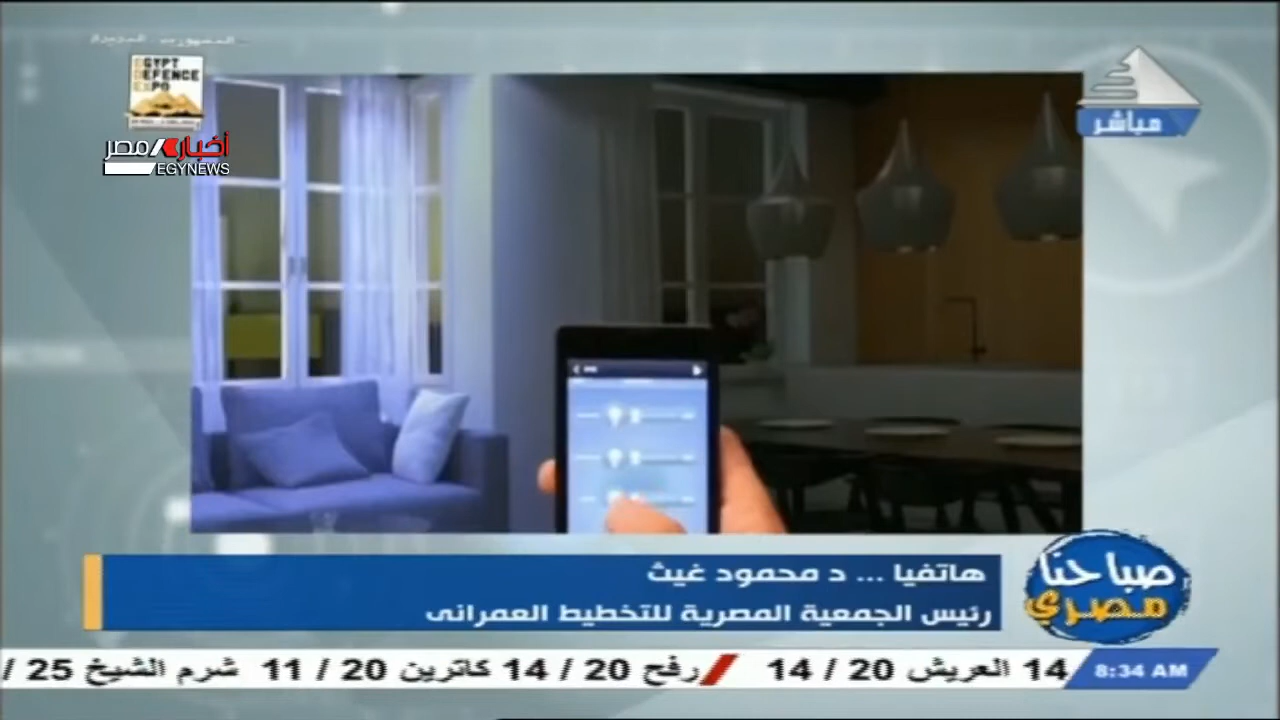 EGYPT
DEFENCE
EXPO
أخبار مصر
EGYNEWS
مباشر
صباحنا
مصري
هاتفيا ... د محمود غيث
رئيس الجمعية المصرية للتخطيط العمرانى
14 العريش 20 / 14 رفح 20 / 14 كاترين 20 / 11 شرم الشيخ 25 /
8:34 AM